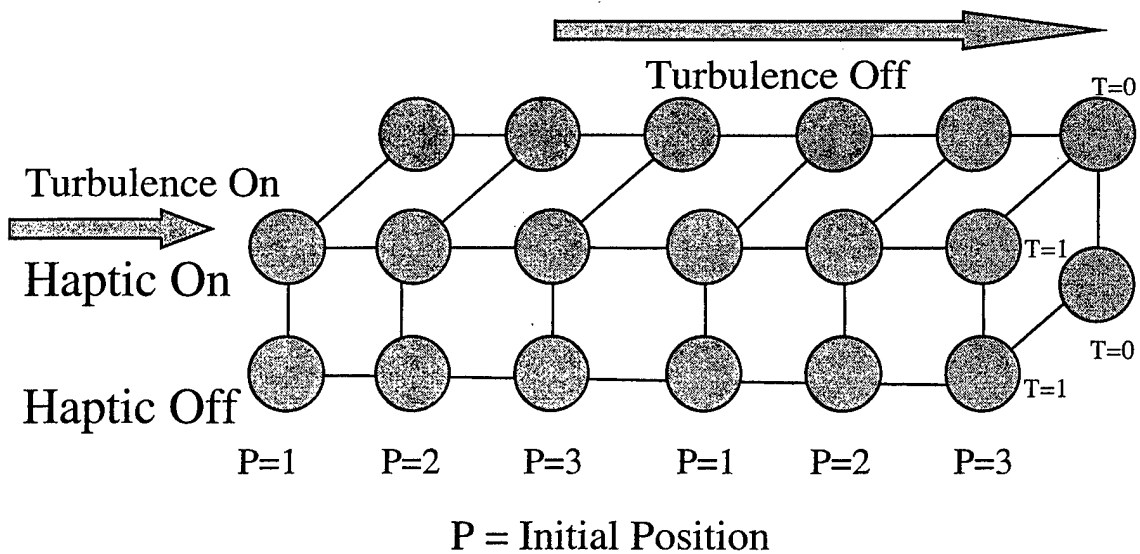 Turbulence Off
T=0
Turbulence On
Haptic On
T=1
T=0
Haptic Off
T=1
P=1 P=2 P=3 P=1 P=2 P=3
P = Initial Position